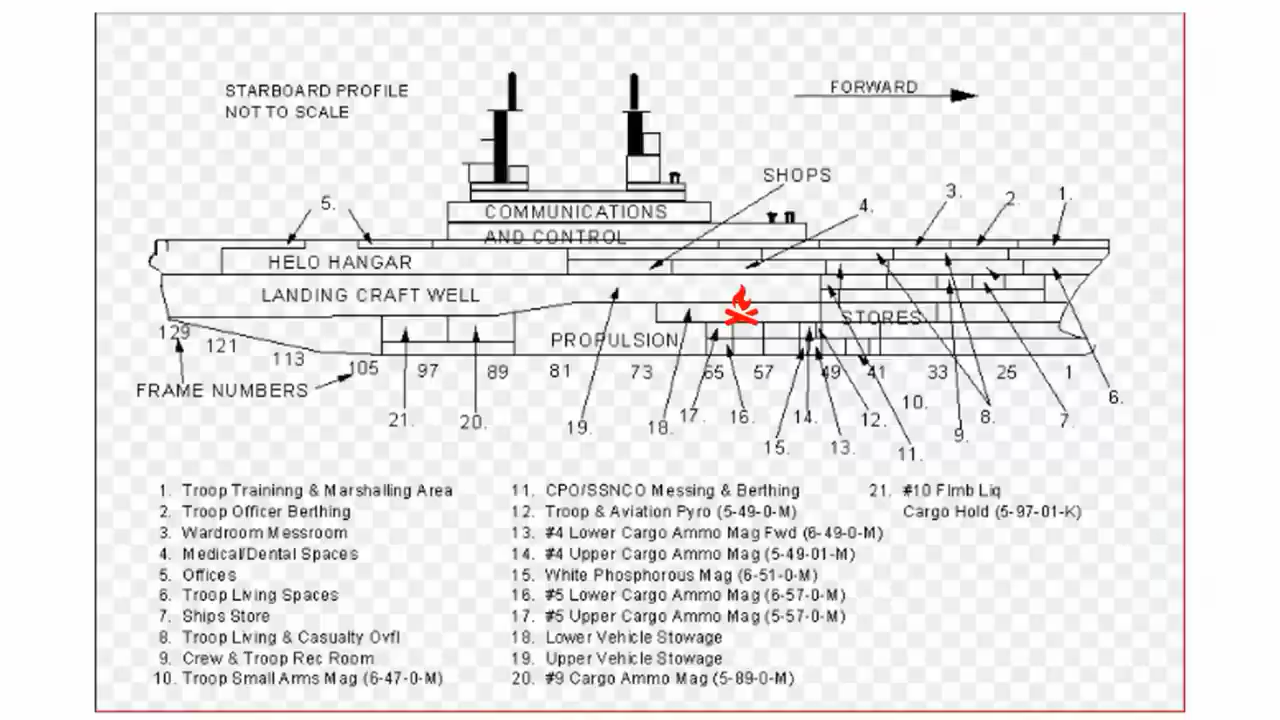 STARBOARD PROFILE
NOT TO SCALE
FORWARD
SHOPS
5.
4.
3.
2.
1.
COMMUNICATIONS
AND CONTROL
HELO HANGAR
LANDING CRAFT WELL
STORES
PROPULSION
129
121
113
105
97
89
81
73
65
57
49
41
33
25
1
FRAME NUMBERS
21.
20.
19.
18.
17.
16.
15.
14.
13.
12.
11.
10.
9.
8.
7.
6.
1. Troop Traininng & Marshalling Area
2. Troop Officer Berthing
3. Wardroom Messroom
4. Medical/Dental Spaces
5. Offices
6. Troop Living Spaces
7. Ships Store
8. Troop Living & Casualty Ovfl
9. Crew & Troop Rec Room
10. Troop Small Arms Mag (6-47-0-M)
11. CPO/SSNCO Messing & Berthing
12. Troop & Aviation Pyro (5-49-0-M)
13. #4 Lower Cargo Ammo Mag Fwd (6-49-0-M)
14. #4 Upper Cargo Ammo Mag (5-49-01-M)
15. White Phosphorous Mag (6-51-0-M)
16. #5 Lower Cargo Ammo Mag (6-57-0-M)
17. #5 Upper Cargo Ammo Mag (5-57-0-M)
18. Lower Vehicle Stowage
19. Upper Vehicle Stowage
20. #9 Cargo Ammo Mag (5-89-0-M)
21. #10 Flmb Liq
Cargo Hold (5-97-01-K)